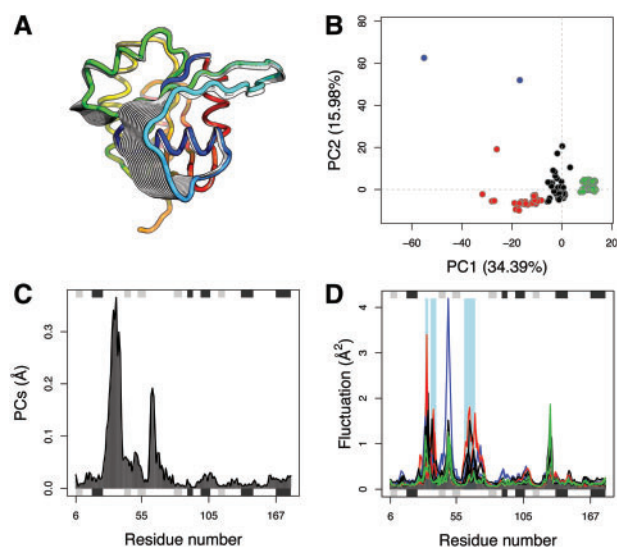 A
B
80
60
40
20
0
PC2 (15.98%)
−60
−40
−20
0
20
PC1 (34.39%)
C
0.3
0.2
0.1
0.0
PCs (Å)
6
55
105
167
Residue number
D
4
3
2
1
0
Fluctuation (Å²)
6
55
106
167
Residue number